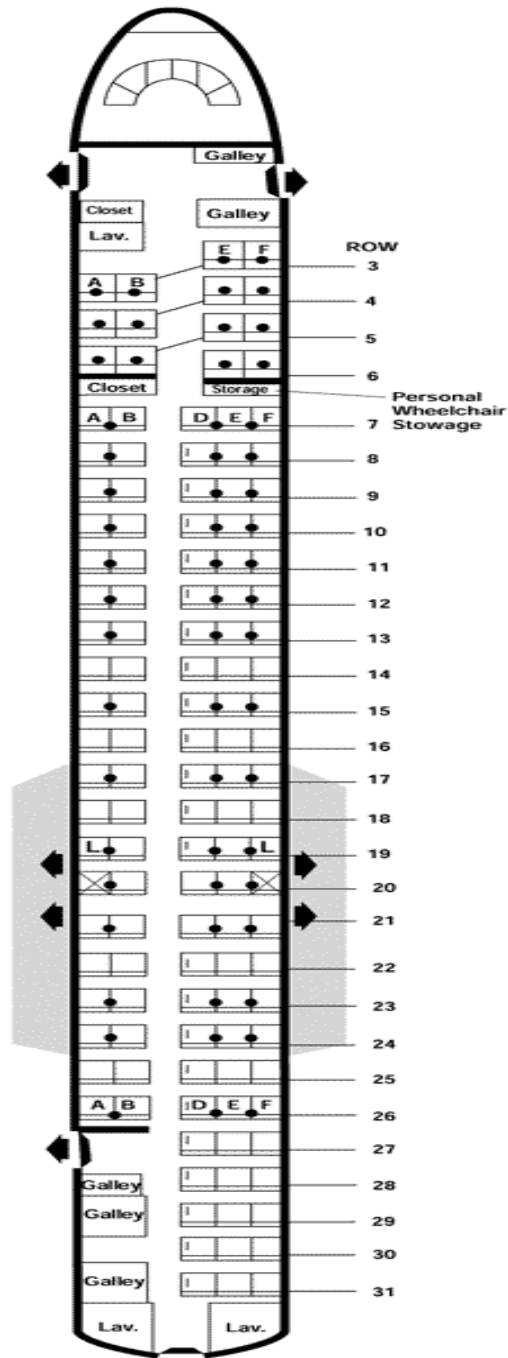 Galley
Closet
Galley
Lav.
ROW
E F
3
A B
4
5
6
Closet
Storage
Personal
Wheelchair
Stowage
A B D E F
7
8
9
10
11
12
13
14
15
16
17
18
L L
19
20
21
22
23
24
25
A B D E F
26
27
Galley
28
Galley
29
30
Galley
31
Lav.
Lav.